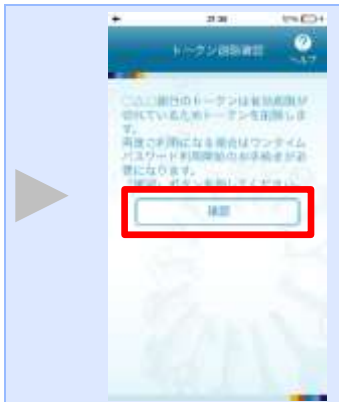 21:38
トークン削除確認
ヘルプ
○△□銀行のトークンは有効期限が
切れているためトークンを削除しま
す。
再度ご利用になる場合はワンタイム
パスワード利用開始のお手続きが必
要になります。
「確認」ボタンを押してください。
確認